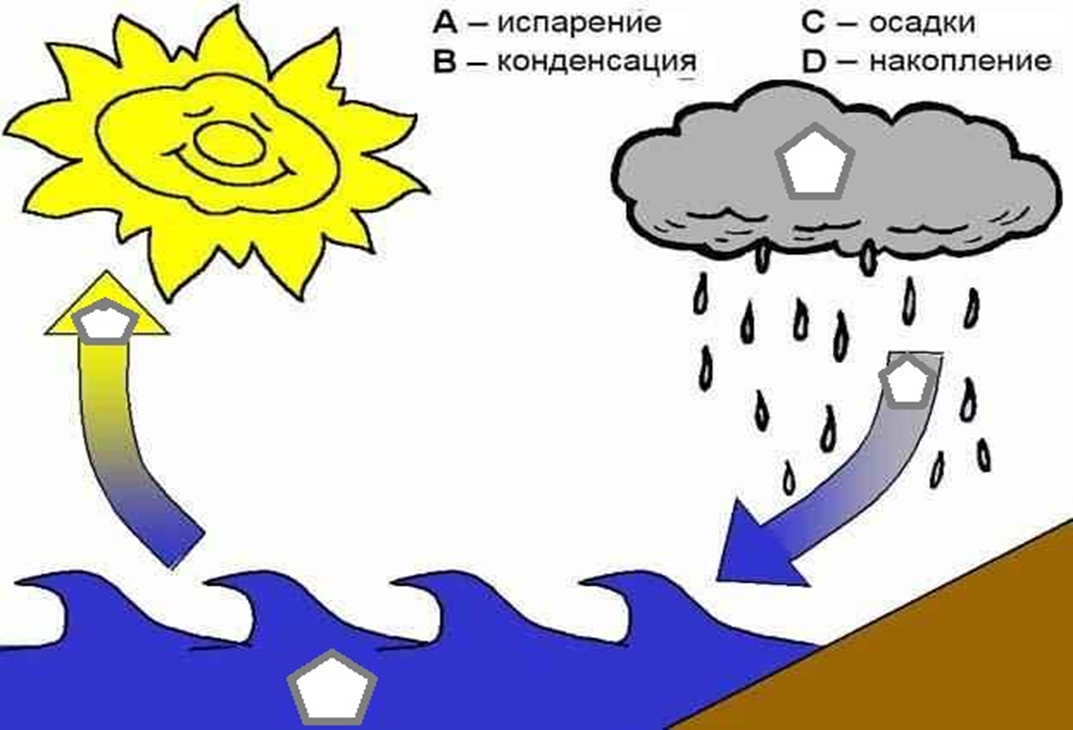 A – испарение
B – конденсация
C – осадки
D – накопление